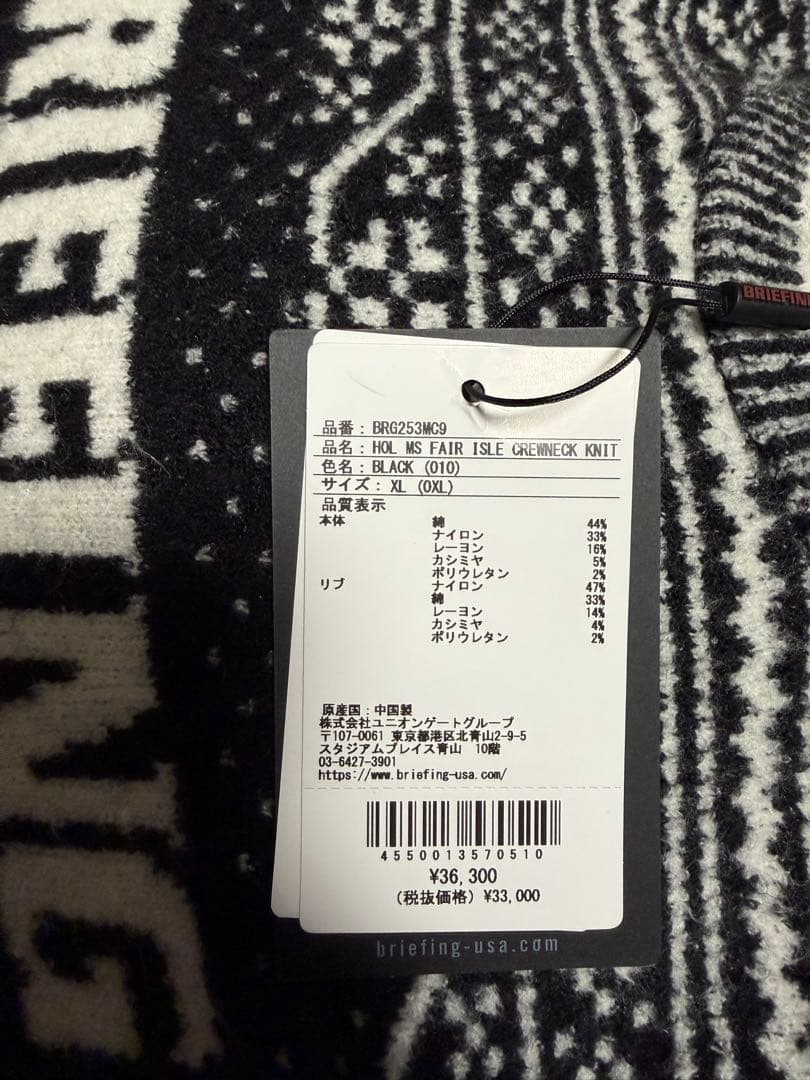 BRIEFING
BRIEFIN
品番: BRG253MC9
品名: HOL MS FAIR ISLE CREWNECK KNIT
色名: BLACK (010)
サイズ: XL (0XL)
品質表示
本体 綿 44%
ナイロン 33%
レーヨン 16%
カシミヤ 5%
ポリウレタン 2%
リブ ナイロン 47%
綿 33%
レーヨン 14%
カシミヤ 4%
ポリウレタン 2%
原産国:中国製
株式会社ユニオンゲートグループ
〒107-0061 東京都港区北青山2-9-5
スタジアムプレイス青山 10階
03-6427-3901
https://www.briefing-usa.com/
4550013570510
¥36,300
(税抜価格) ¥33,000
briefing-usa.com